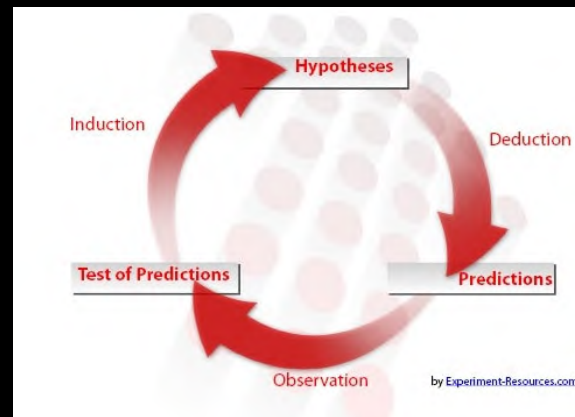 Hypotheses
Induction
Deduction
Test of Predictions
Predictions
Observation
by Experiment-Resources.com